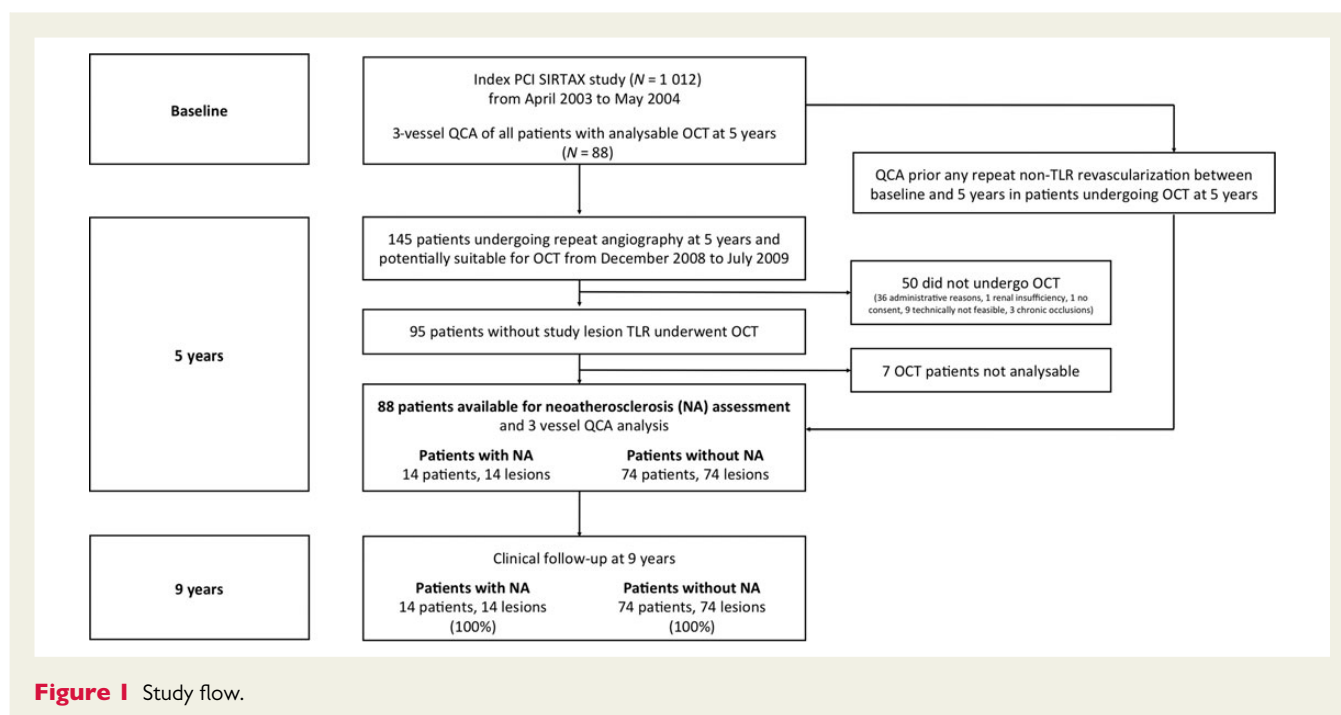 Baseline
Index PCI SIRTAX study (N = 1 012)
from April 2003 to May 2004
3-vessel QCA of all patients with analysable OCT at 5 years
(N = 88)
QCA prior any repeat non-TLR revascularization between
baseline and 5 years in patients undergoing OCT at 5 years
5 years
145 patients undergoing repeat angiography at 5 years and
potentially suitable for OCT from December 2008 to July 2009
50 did not undergo OCT
(36 administrative reasons, 1 renal insufficiency, 1 no
consent, 9 technically not feasible, 3 chronic occlusions)
95 patients without study lesion TLR underwent OCT
7 OCT patients not analysable
88 patients available for neoatherosclerosis (NA) assessment
and 3 vessel QCA analysis
Patients with NA Patients without NA
14 patients, 14 lesions 74 patients, 74 lesions
9 years
Clinical follow-up at 9 years
Patients with NA Patients without NA
14 patients, 14 lesions 74 patients, 74 lesions
(100%) (100%)
Figure 1 Study flow.